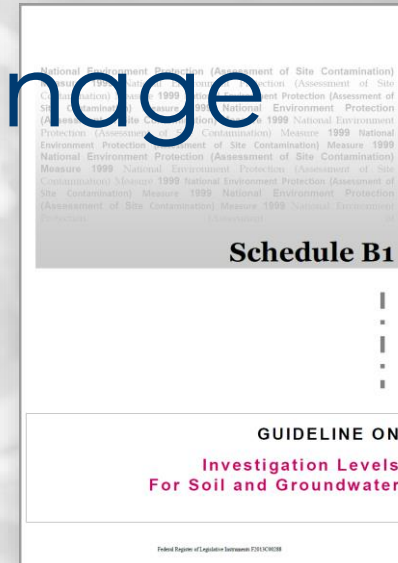 nage
National Environment Protection (Assessment of Site Contamination)
Measure 1999 National Environment Protection (Assessment of Site
Contamination) Measure 1999 National Environment Protection (Assessment of
Site Contamination) Measure 1999 National Environment Protection
(Assessment of Site Contamination) Measure 1999 National Environment
Protection (Assessment of Site Contamination) Measure 1999 National
Environment Protection (Assessment of Site Contamination) Measure 1999
National Environment Protection (Assessment of Site Contamination)
Measure 1999 National Environment Protection (Assessment of Site
Contamination) Measure 1999 National Environment Protection (Assessment of
Site Contamination) Measure 1999 National Environment Protection
(Assessment of Site Contamination) Measure 1999 National Environment
Protection (Assessment of
Schedule B1
GUIDELINE ON
Investigation Levels
For Soil and Groundwater
Federal Register of Legislative Instruments F2013C00288